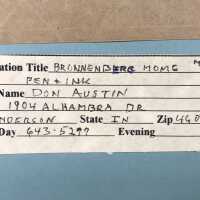 ation Title BRONNENBERG HOME
PEN & INK
Name DON AUSTIN
1904 ALHAMBRA DR
NDERSON State IN Zip 460
Day 643-5277 Evening